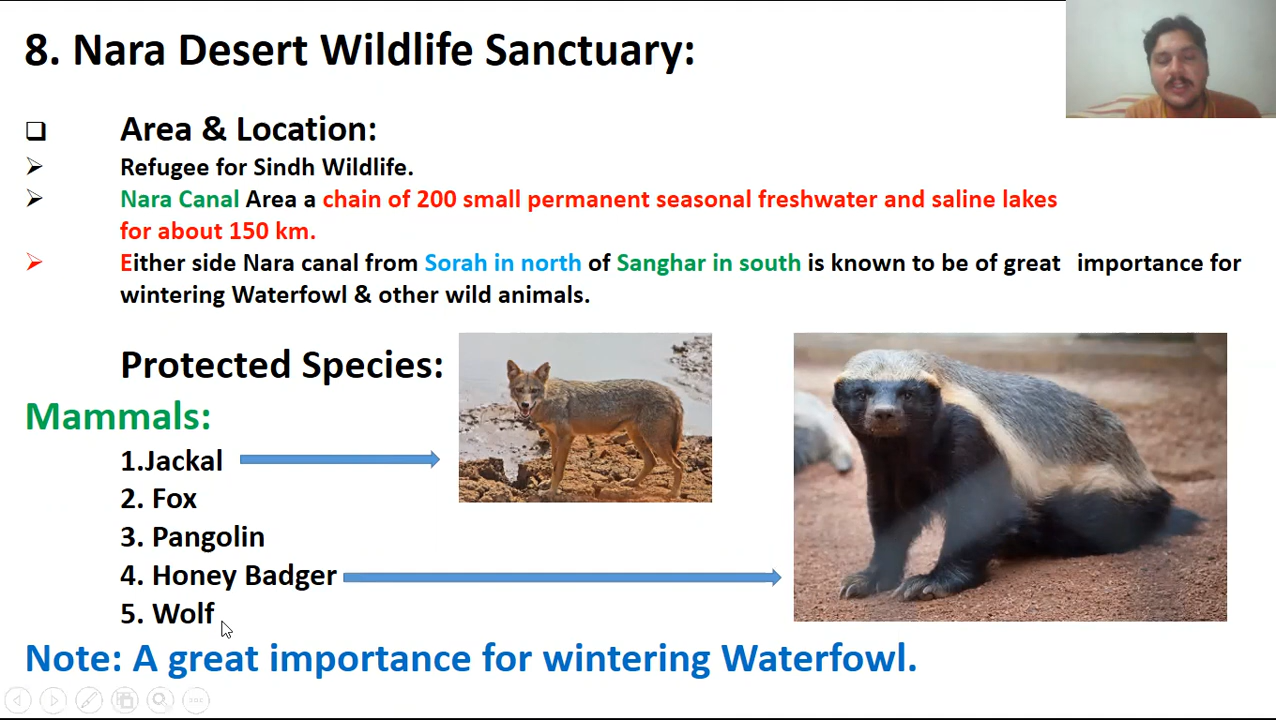 8. Nara Desert Wildlife Sanctuary:
Area & Location:
Refugee for Sindh Wildlife.
Nara Canal Area a chain of 200 small permanent seasonal freshwater and saline lakes
for about 150 km.
Either side Nara canal from Sorah in north of Sanghar in south is known to be of great importance for
wintering Waterfowl & other wild animals.
Protected Species:
Mammals:
1.Jackal
2. Fox
3. Pangolin
4. Honey Badger
5. Wolf
Note: A great importance for wintering Waterfowl.